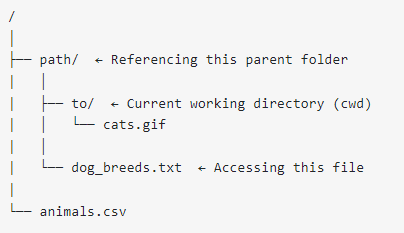 /
│
├── path/  ← Referencing this parent folder
│   │
│   ├── to/  ← Current working directory (cwd)
│   │   └── cats.gif
│   │
│   └── dog_breeds.txt  ← Accessing this file
│
└── animals.csv